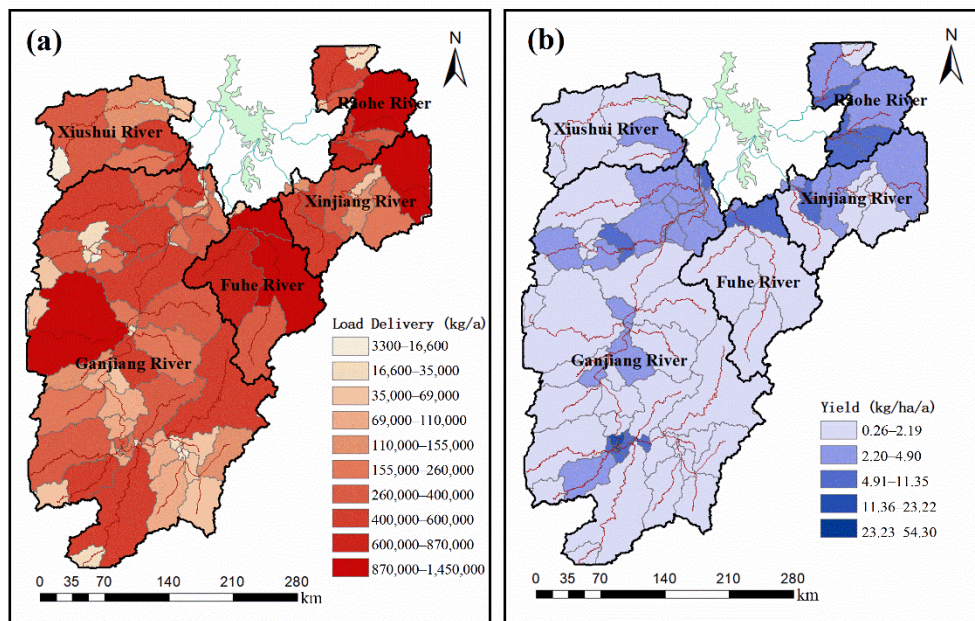 (a)
N
Xiushui River
Raohe River
Xinjiang River
Fuhe River
Ganjiang River
Load Delivery (kg/a)
3300–16,600
16,600–35,000
35,000–69,000
69,000–110,000
110,000–155,000
155,000–260,000
260,000–400,000
400,000–600,000
600,000–870,000
870,000–1,450,000
0 35 70 140 210 280
km
(b)
N
Xiushui River
Raohe River
Xinjiang River
Fuhe River
Ganjiang River
Yield (kg/ha/a)
0.26–2.19
2.20–4.90
4.91–11.35
11.36–23.22
23.23 54.30
0 35 70 140 210 280
km